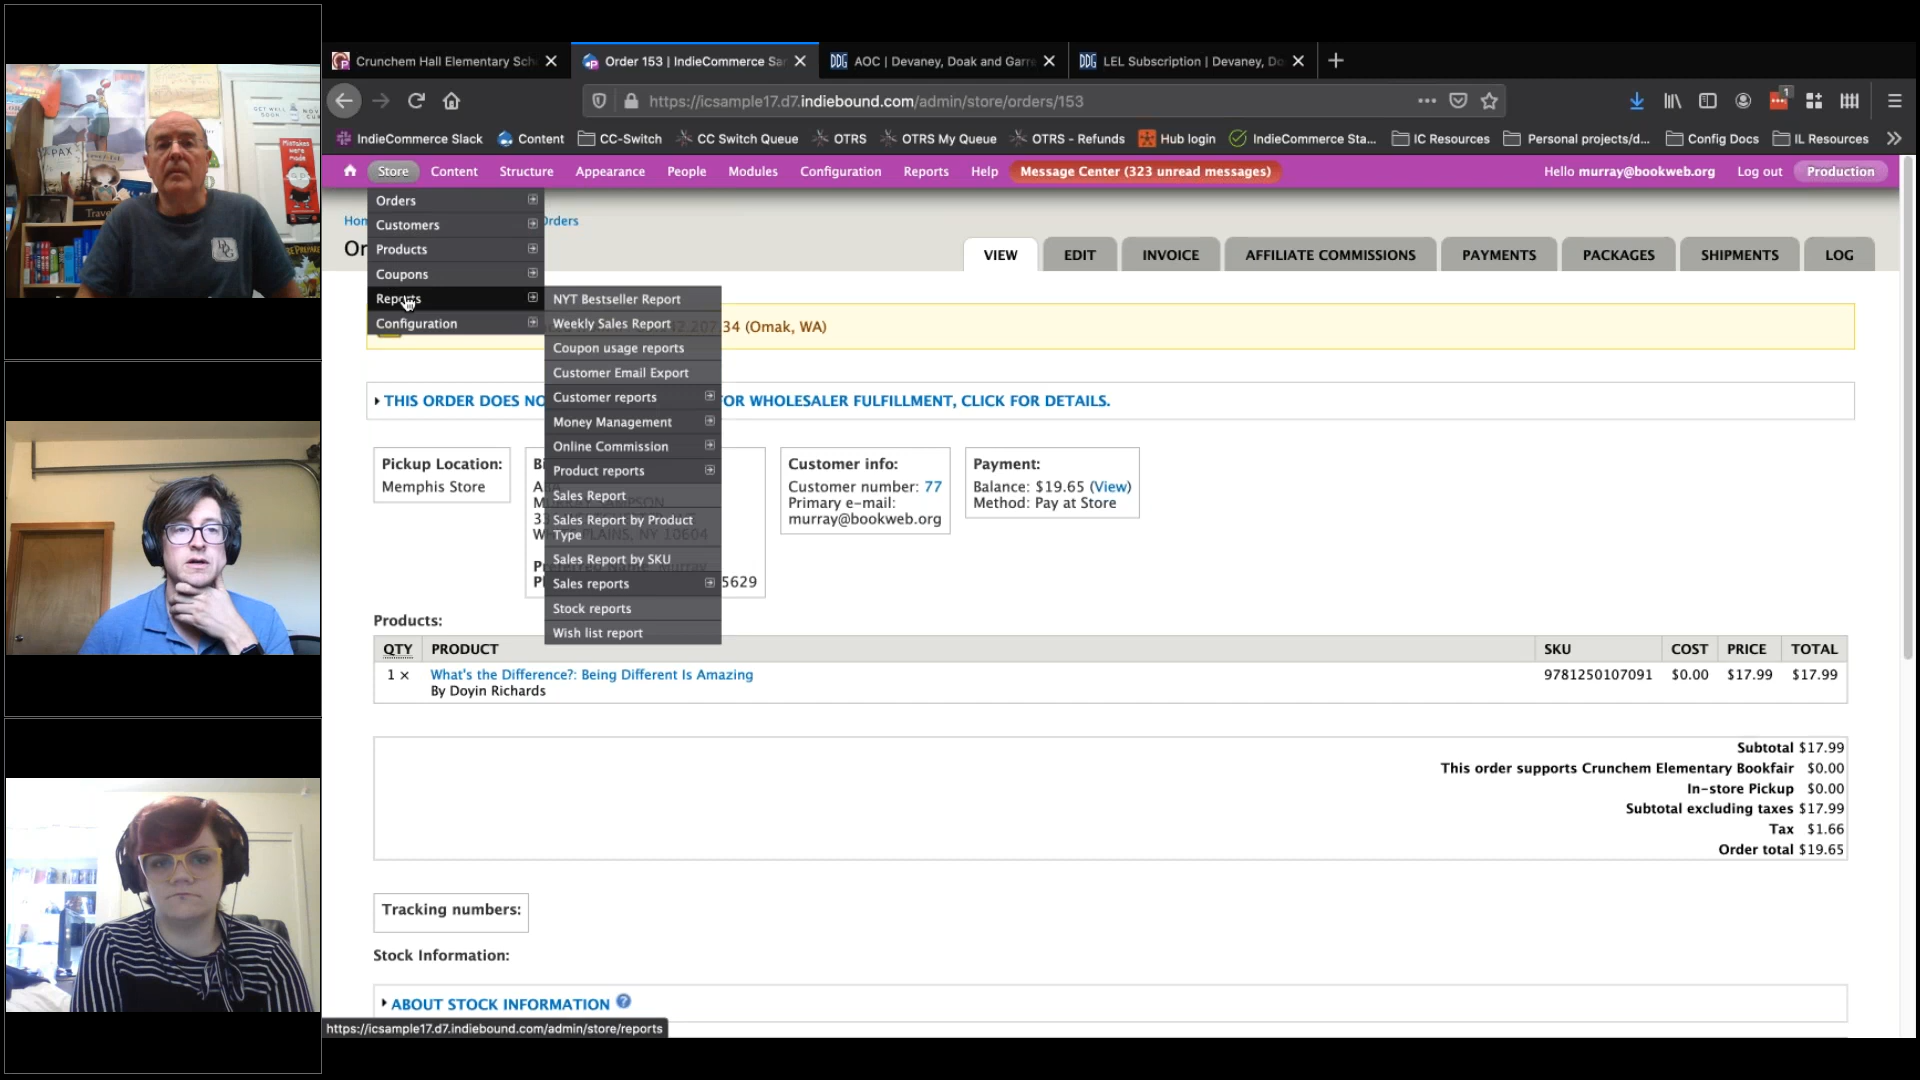 Crunchem Hall Elementary Sch
Order 153 | IndieCommerce Sa
AOC | Devaney, Doak and Garre
LEL Subscription | Devaney, Do
https://icsample17.d7.indiebound.com/admin/store/orders/153
1
IndieCommerce Slack
Content
CC-Switch
CC Switch Queue
OTRS
OTRS My Queue
OTRS - Refunds
Hub login
IndieCommerce Sta...
IC Resources
Personal projects/d...
Config Docs
IL Resources
Store
Content
Structure
Appearance
People
Modules
Configuration
Reports
Help
Message Center (323 unread messages)
Hello murray@bookweb.org
Log out
Production
Orders
Customers
Products
Coupons
Reports
Configuration
Hom
Orders
Or
VIEW
EDIT
INVOICE
AFFILIATE COMMISSIONS
PAYMENTS
PACKAGES
SHIPMENTS
LOG
NYT Bestseller Report
Weekly Sales Report
Coupon usage reports
Customer Email Export
Customer reports
Money Management
Online Commission
Product reports
Sales Report
Sales Report by Product
Type
Sales Report by SKU
Sales reports
Stock reports
Wish list report
207.34 (Omak, WA)
THIS ORDER DOES NO
OR WHOLESALER FULFILLMENT, CLICK FOR DETAILS.
Pickup Location:
Memphis Store
5629
Customer info:
Customer number: 77
Primary e-mail:
murray@bookweb.org
Payment:
Balance: $19.65 (View)
Method: Pay at Store
Products:
QTY PRODUCT SKU COST PRICE TOTAL
1 × What's the Difference?: Being Different Is Amazing 9781250107091 $0.00 $17.99 $17.99
By Doyin Richards
Subtotal $17.99
This order supports Crunchem Elementary Bookfair $0.00
In-store Pickup $0.00
Subtotal excluding taxes $17.99
Tax $1.66
Order total $19.65
Tracking numbers:
Stock Information:
ABOUT STOCK INFORMATION
https://icsample17.d7.indiebound.com/admin/store/reports